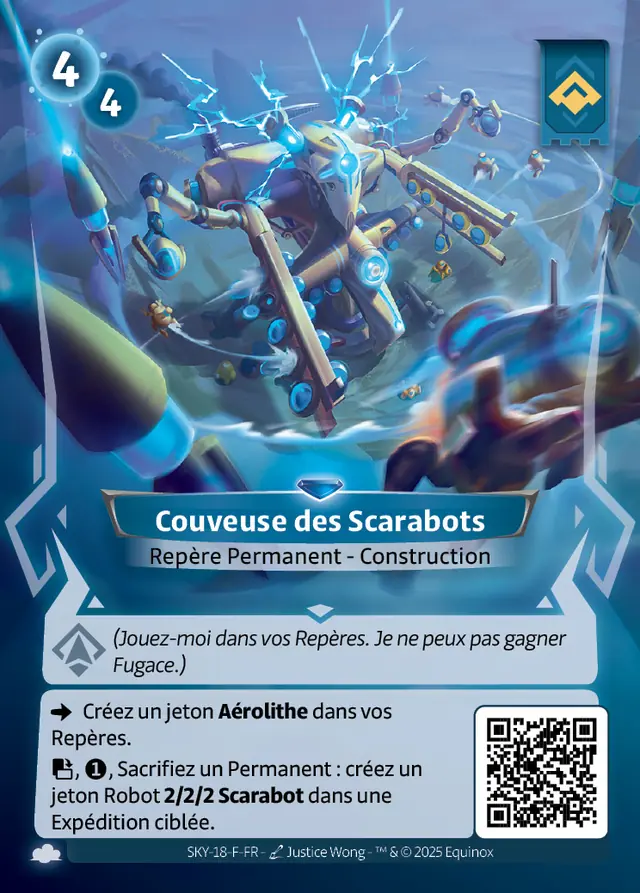 4
4
Couveuse des Scarabots
Repère Permanent - Construction
(Jouez-moi dans vos Repères. Je ne peux pas gagner
Fugace.)
Créez un jeton Aérolithe dans vos
Repères.
, 1, Sacrifiez un Permanent : créez un
jeton Robot 2/2/2 Scarabot dans une
Expédition ciblée.
SKY-18-F-FR - Justice Wong - ™ & © 2025 Equinox